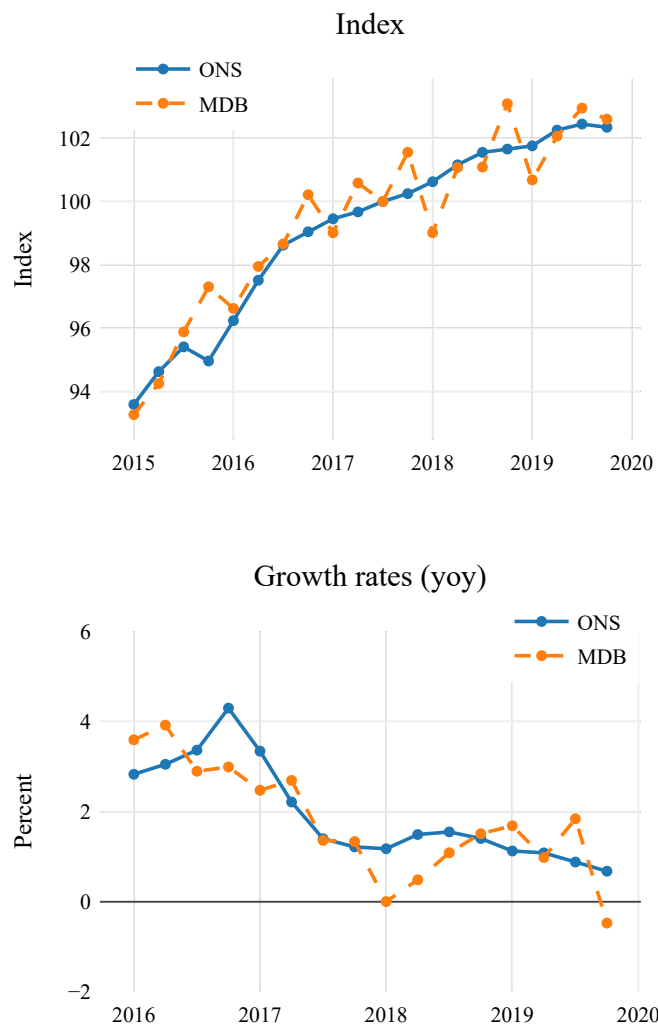 Index
ONS
MDB
102
100
98
96
94
Index
2015 2016 2017 2018 2019 2020
Growth rates (yoy)
ONS
MDB
6
4
2
0
−2
Percent
2016 2017 2018 2019 2020